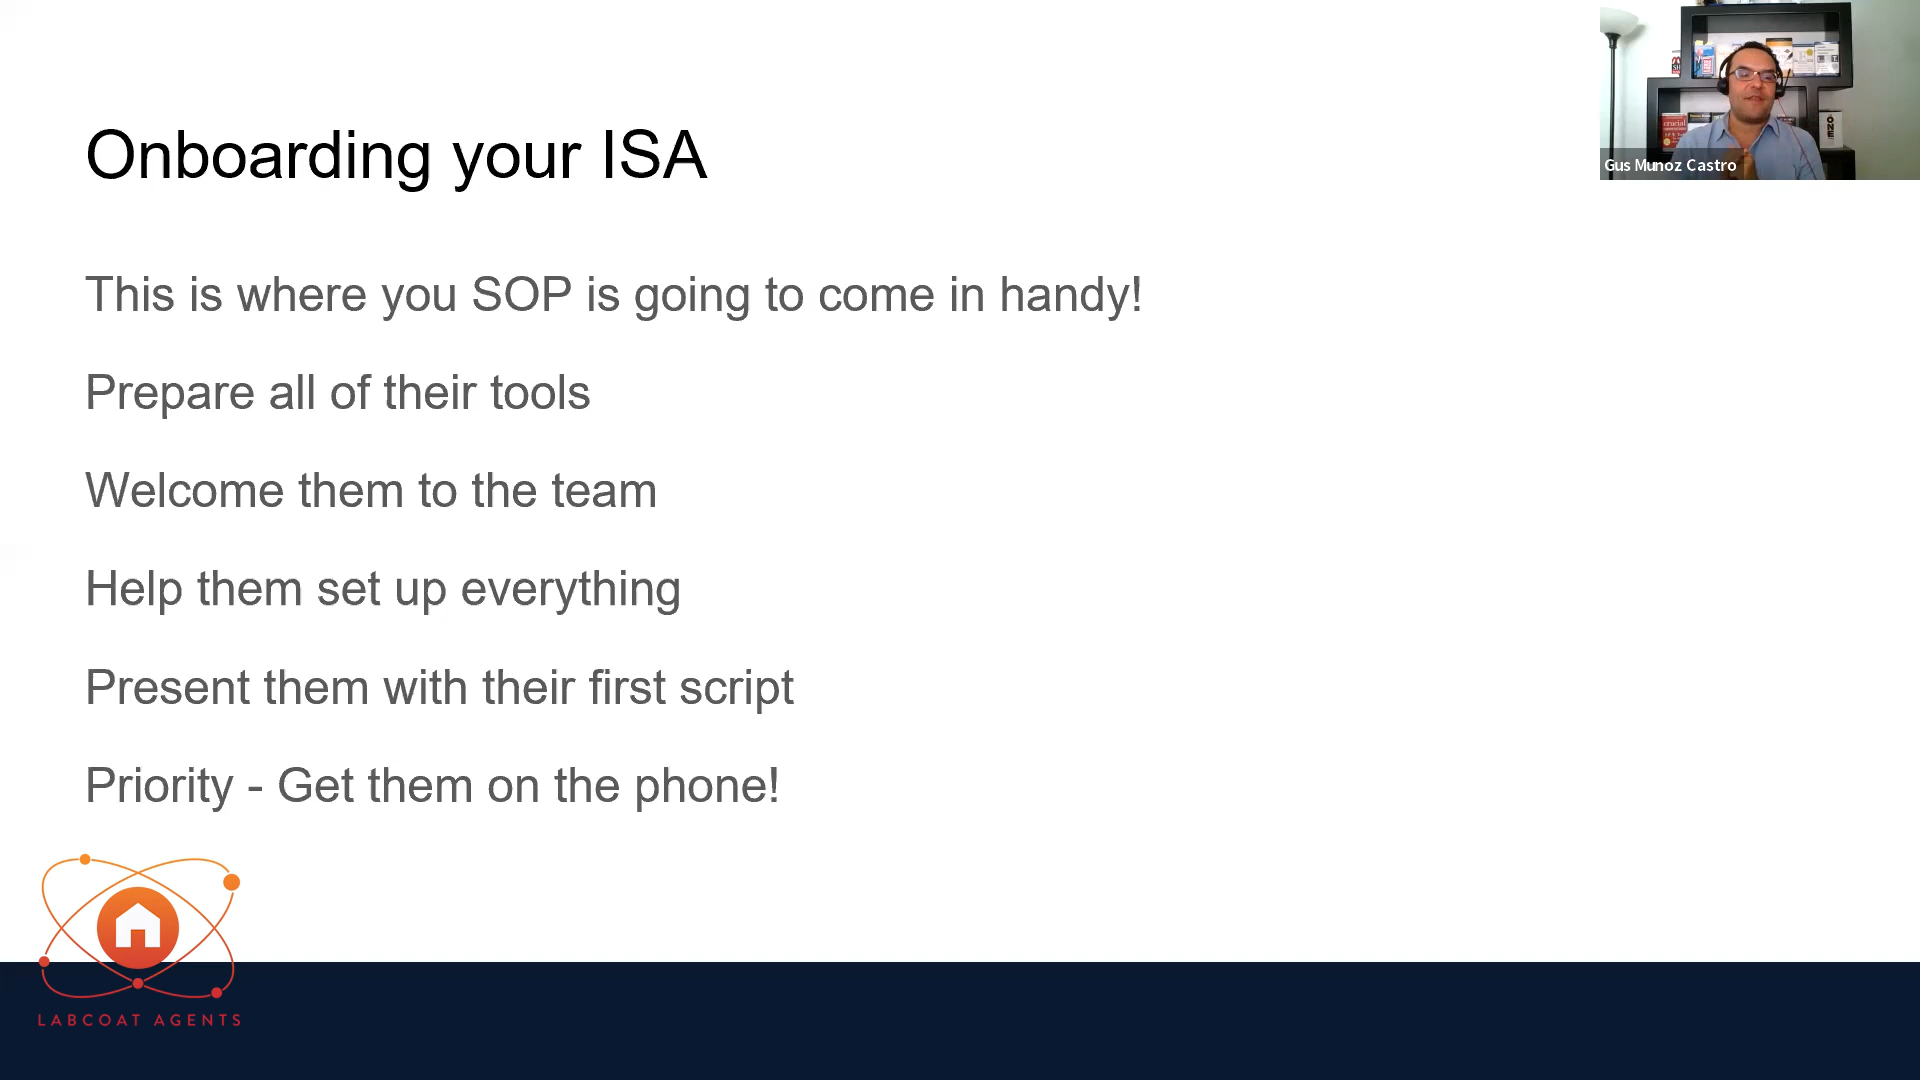 Onboarding your ISA
This is where you SOP is going to come in handy!
Prepare all of their tools
Welcome them to the team
Help them set up everything
Present them with their first script
Priority - Get them on the phone!
LABCOAT AGENTS
Gus Munoz Castro
crucial
ONE